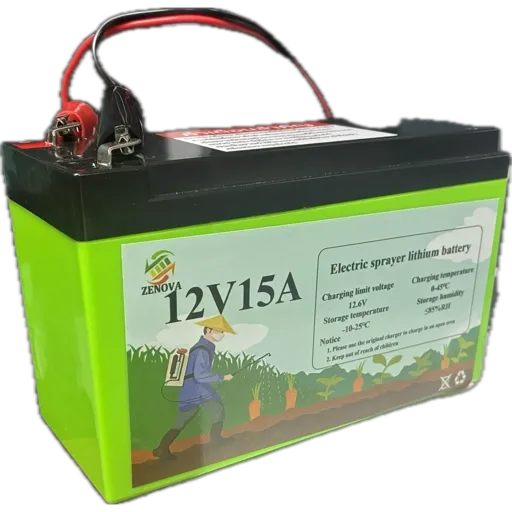 ZENOVA
12V15A
Electric sprayer lithium battery
Charging limit voltage
12.6V
Charging temperature
0-45°C
Storage temperature
-10-25°C
Storage humidity
≤85%RH
Notice
1. Please use the original charger to charge in an open area
2. Keep out of reach of children